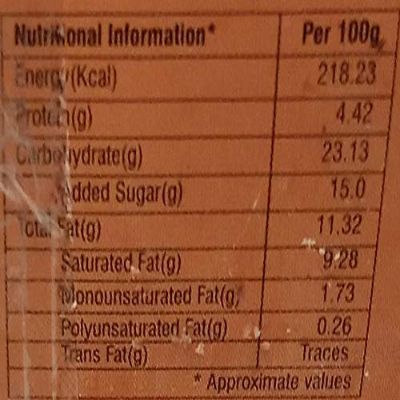 Nutritional Information* Per 100g
Energy(Kcal) 218.23
Protein(g) 4.42
Carbohydrate(g) 23.13
Added Sugar(g) 15.0
Total Fat(g) 11.32
Saturated Fat(g) 9.28
Monounsaturated Fat(g) 1.73
Polyunsaturated Fat(g) 0.26
Trans Fat(g) Traces
* Approximate values